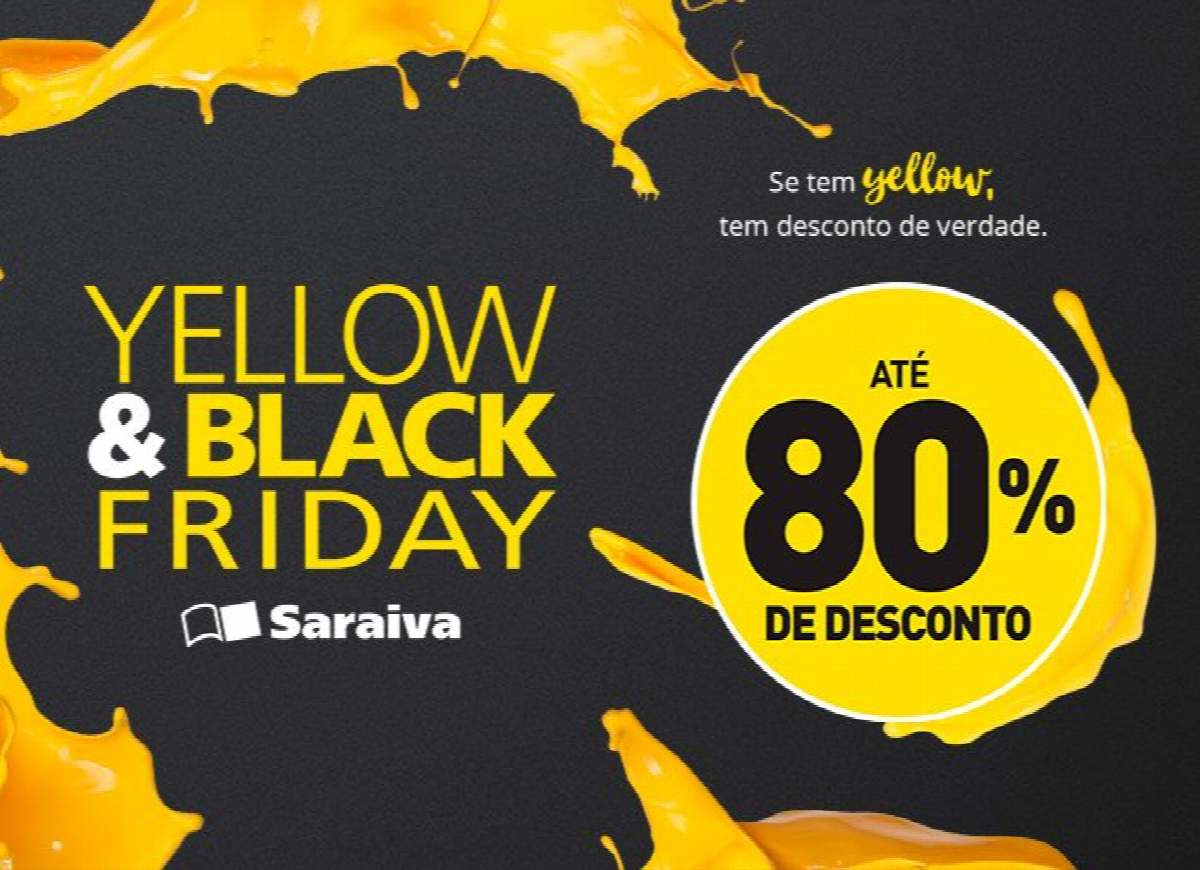 Se tem yellow,
tem desconto de verdade.
YELLOW
& BLACK
FRIDAY
Saraiva
ATÉ
80%
DE DESCONTO